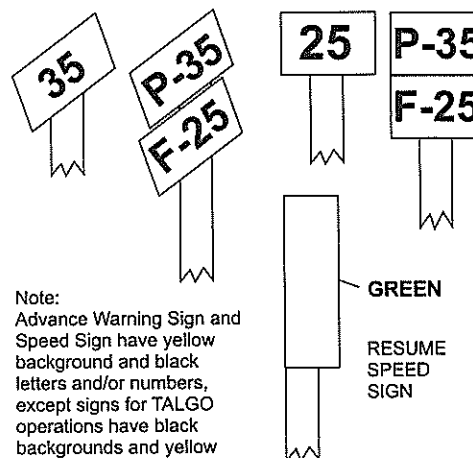 35
P-35
F-25
25
P-35
F-25
GREEN
RESUME
SPEED
SIGN
Note:
Advance Warning Sign and
Speed Sign have yellow
background and black
letters and/or numbers,
except signs for TALGO
operations have black
backgrounds and yellow